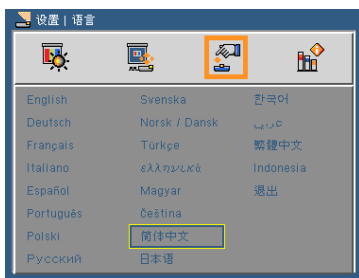 设置 | 语言
English Svenska 한국어
Deutsch Norsk / Dansk عربي
Français Türkçe 繁體中文
Italiano ελληνικά Indonesia
Español Magyar 退出
Português Čeština
Polski 简体中文
Русский 日本语